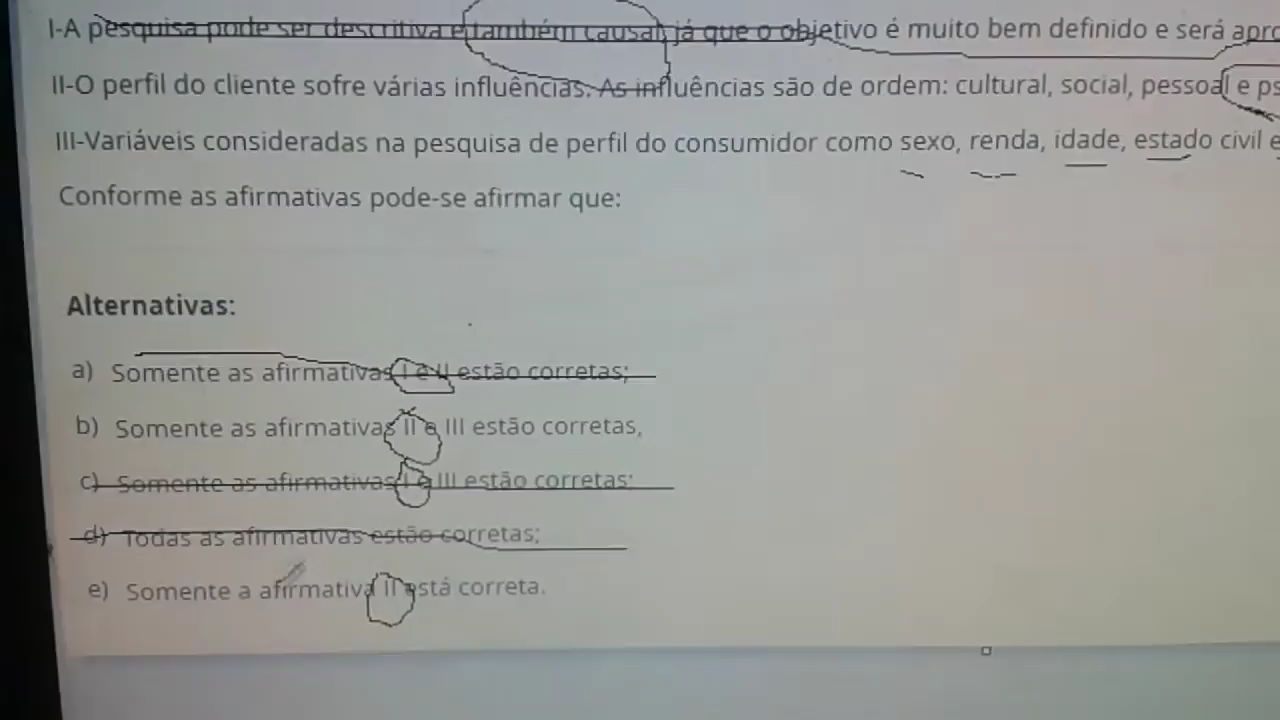 I-A pesquisa pode ser descritiva e também causal, já que o objetivo é muito bem definido e será
II-O perfil do cliente sofre várias influências. As influências são de ordem: cultural, social, pessoal e
III-Variáveis consideradas na pesquisa de perfil do consumidor como sexo, renda, idade, estado civil
Conforme as afirmativas pode-se afirmar que:
Alternativas:
a) Somente as afirmativas I e II estão corretas;
b) Somente as afirmativas II e III estão corretas,
c) Somente as afirmativas I e III estão corretas;
d) Todas as afirmativas estão corretas;
e) Somente a afirmativa II está correta.